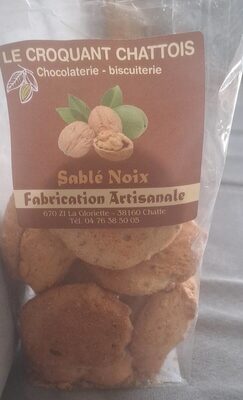 LE CROQUANT CHATTOIS
Chocolaterie - biscuiterie
Sablé Noix
Fabrication Artisanale
670 ZI La Gloriette - 38160 Chatte
Tél. 04 76 38 30 05